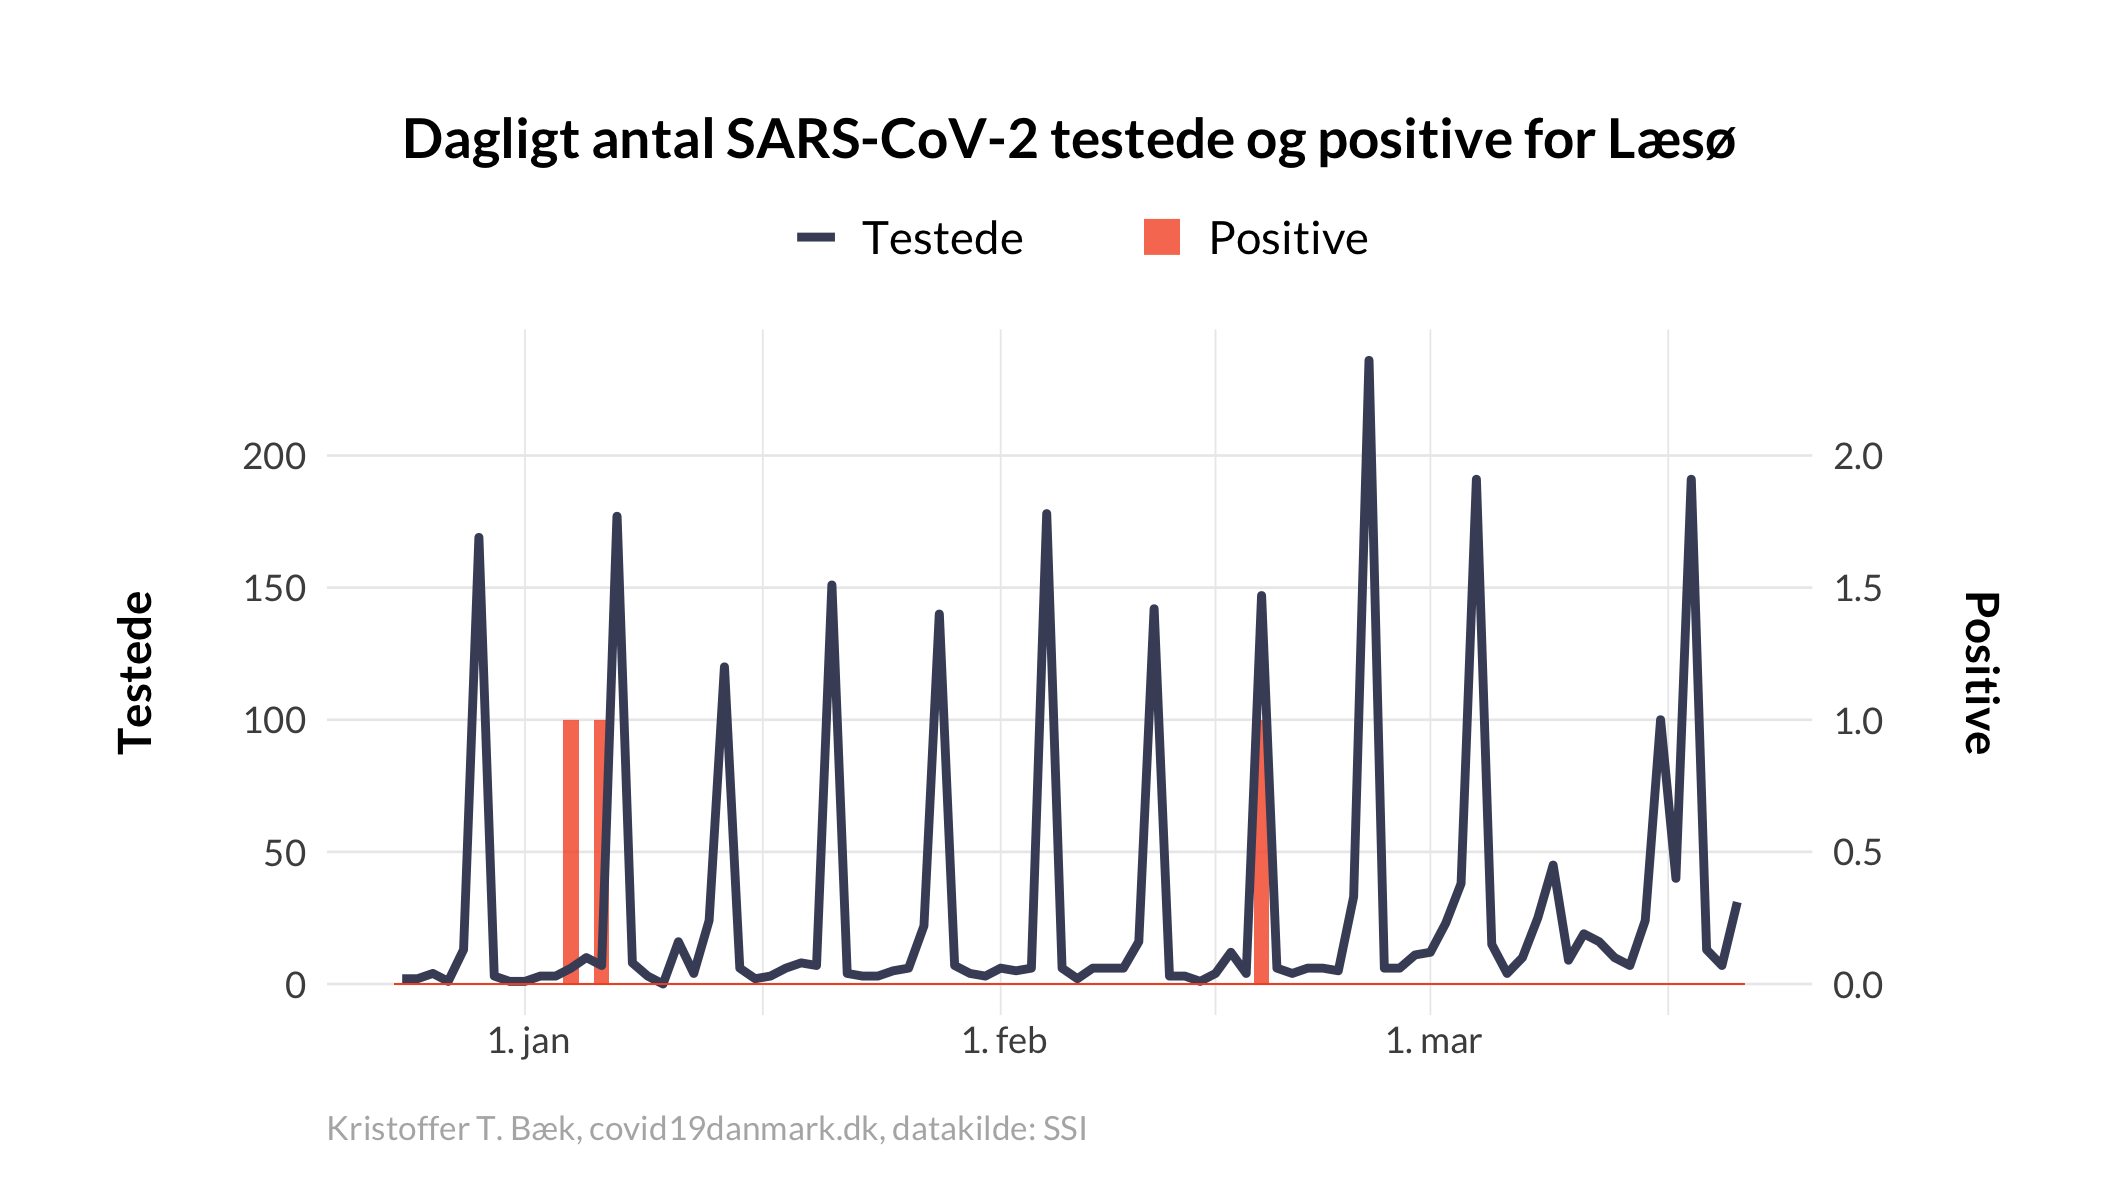 Dagligt antal SARS-CoV-2 testede og positive for Læsø
Testede
Positive
200
150
100
50
0
2.0
1.5
1.0
0.5
0.0
Testede
Positive
1. jan
1. feb
1. mar
Kristoffer T. Bæk, covid19danmark.dk, datakilde: SSI